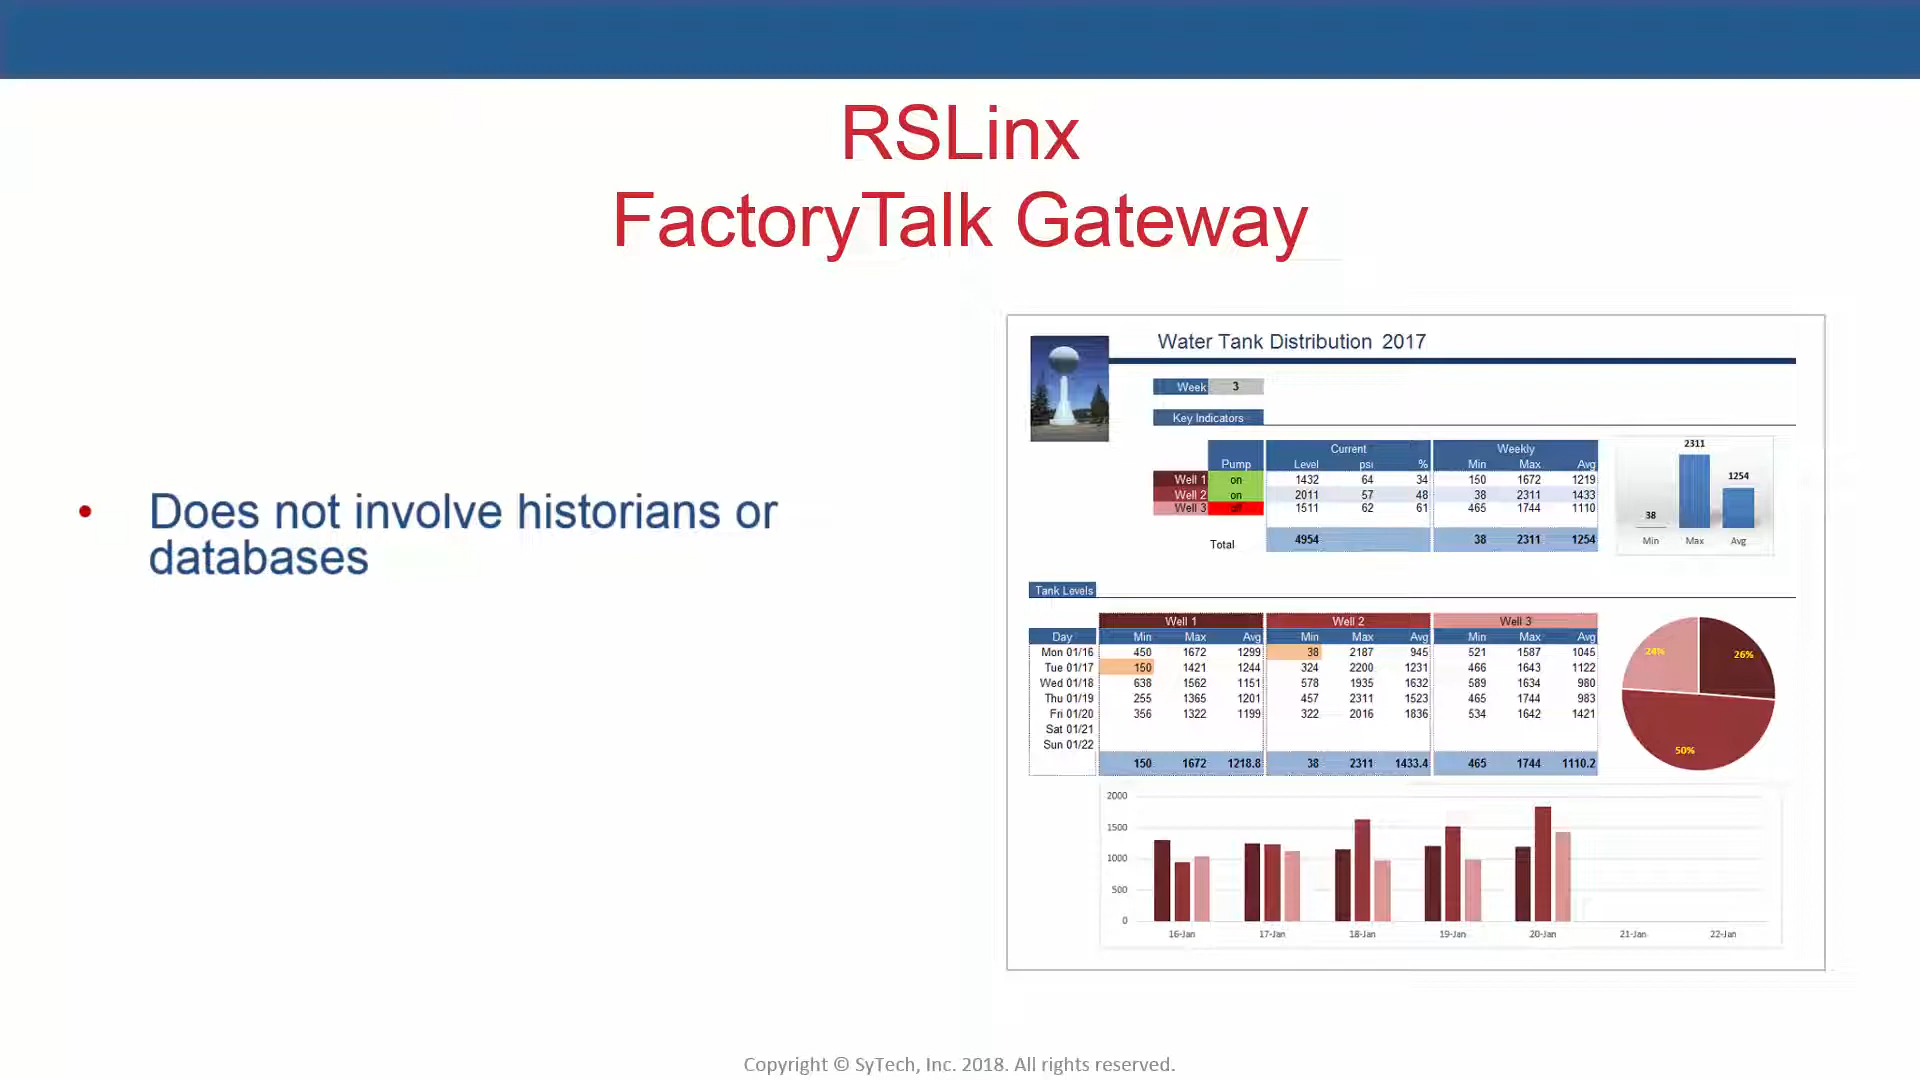 RSLinx
FactoryTalk Gateway
• Does not involve historians or
databases
Water Tank Distribution 2017
Week 3
Key Indicators
Current Weekly
Pump Level psi % Min Max Avg
Well 1 on 1432 64 34 150 1672 1219
Well 2 on 2011 57 48 38 2311 1433
Well 3 off 1511 62 61 465 1744 1110
Total 4954 38 2311 1254
2311
1254
38
Min Max Avg
Tank Levels
Well 1 Well 2 Well 3
Day Min Max Avg Min Max Avg Min Max Avg
Mon 01/16 450 1672 1299 38 2187 945 521 1587 1045
Tue 01/17 150 1421 1244 324 2200 1231 466 1643 1122
Wed 01/18 638 1562 1151 578 1935 1632 589 1634 980
Thu 01/19 255 1365 1201 457 2311 1523 465 1744 983
Fri 01/20 356 1322 1199 322 2016 1836 534 1642 1421
Sat 01/21
Sun 01/22
150 1672 1218.8 38 2311 1433.4 465 1744 1110.2
24% 26%
50%
2000
1500
1000
500
0
16-Jan 17-Jan 18-Jan 19-Jan 20-Jan 21-Jan 22-Jan
Copyright © SyTech, Inc. 2018. All rights reserved.